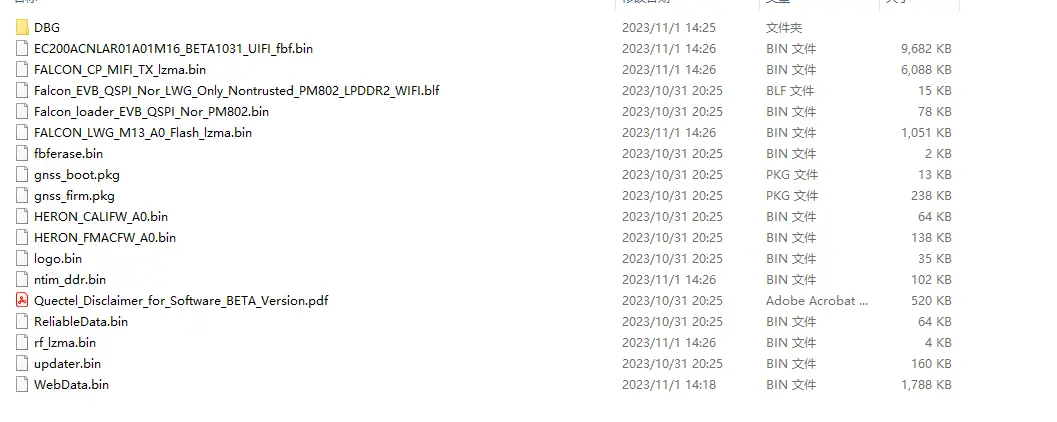 DBG 2023/11/1 14:25 文件夹
EC200ACNLAR01A01M16_BETA1031_UIFI_fbf.bin 2023/11/1 14:26 BIN 文件 9,682 KB
FALCON_CP_MIFI_TX_lzma.bin 2023/11/1 14:26 BIN 文件 6,088 KB
Falcon_EVB_QSPI_Nor_LWG_Only_Nontrusted_PM802_LPDDR2_WIFI.blf 2023/10/31 20:25 BLF 文件 15 KB
Falcon_loader_EVB_QSPI_Nor_PM802.bin 2023/10/31 20:25 BIN 文件 78 KB
FALCON_LWG_M13_A0_Flash_lzma.bin 2023/11/1 14:26 BIN 文件 1,051 KB
fbferase.bin 2023/10/31 20:25 BIN 文件 2 KB
gnss_boot.pkg 2023/10/31 20:25 PKG 文件 13 KB
gnss_firm.pkg 2023/10/31 20:25 PKG 文件 238 KB
HERON_CALIFW_A0.bin 2023/10/31 20:25 BIN 文件 64 KB
HERON_FMACFW_A0.bin 2023/10/31 20:25 BIN 文件 138 KB
logo.bin 2023/10/31 20:25 BIN 文件 35 KB
ntim_ddr.bin 2023/11/1 14:26 BIN 文件 102 KB
Quectel_Disclaimer_for_Software_BETA_Version.pdf 2023/10/31 20:25 Adobe Acrobat ... 520 KB
ReliableData.bin 2023/10/31 20:25 BIN 文件 64 KB
rf_lzma.bin 2023/11/1 14:26 BIN 文件 4 KB
updater.bin 2023/10/31 20:25 BIN 文件 160 KB
WebData.bin 2023/11/1 14:18 BIN 文件 1,788 KB